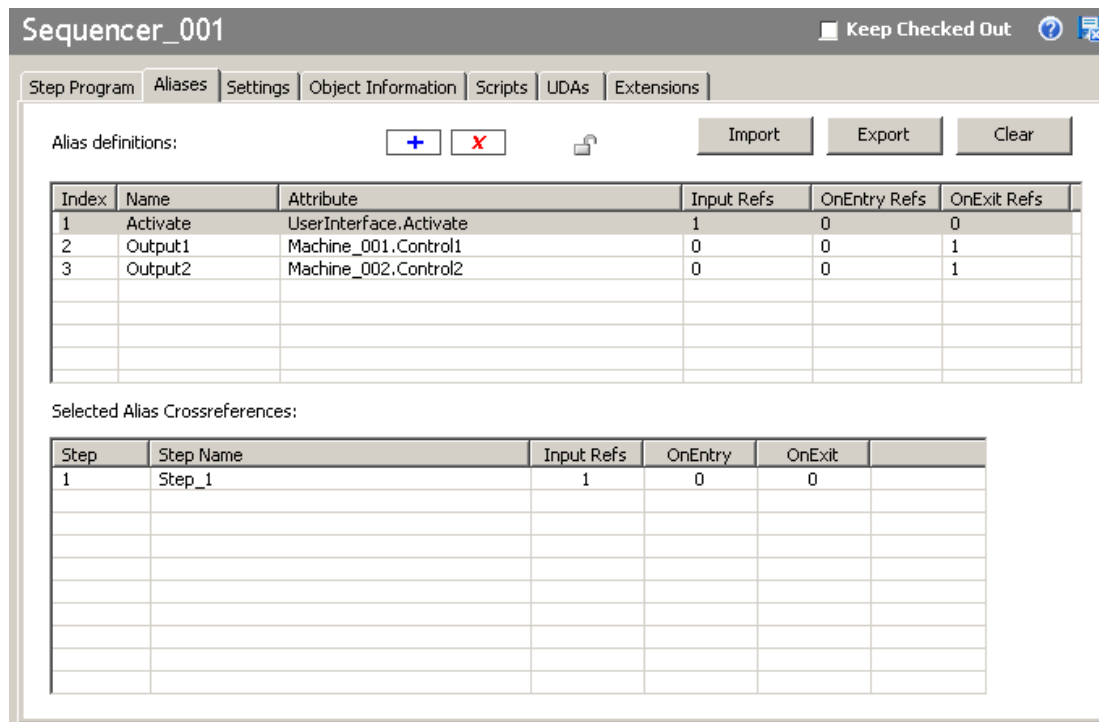 Sequencer_001 Keep Checked Out ?
Step Program Aliases Settings Object Information Scripts UDAs Extensions
Alias definitions: + x Import Export Clear
Index Name Attribute Input Refs OnEntry Refs OnExit Refs
1 Activate UserInterface.Activate 1 0 0
2 Output1 Machine_001.Control1 0 0 1
3 Output2 Machine_002.Control2 0 0 1
Selected Alias Crossreferences:
Step Step Name Input Refs OnEntry OnExit
1 Step_1 1 0 0